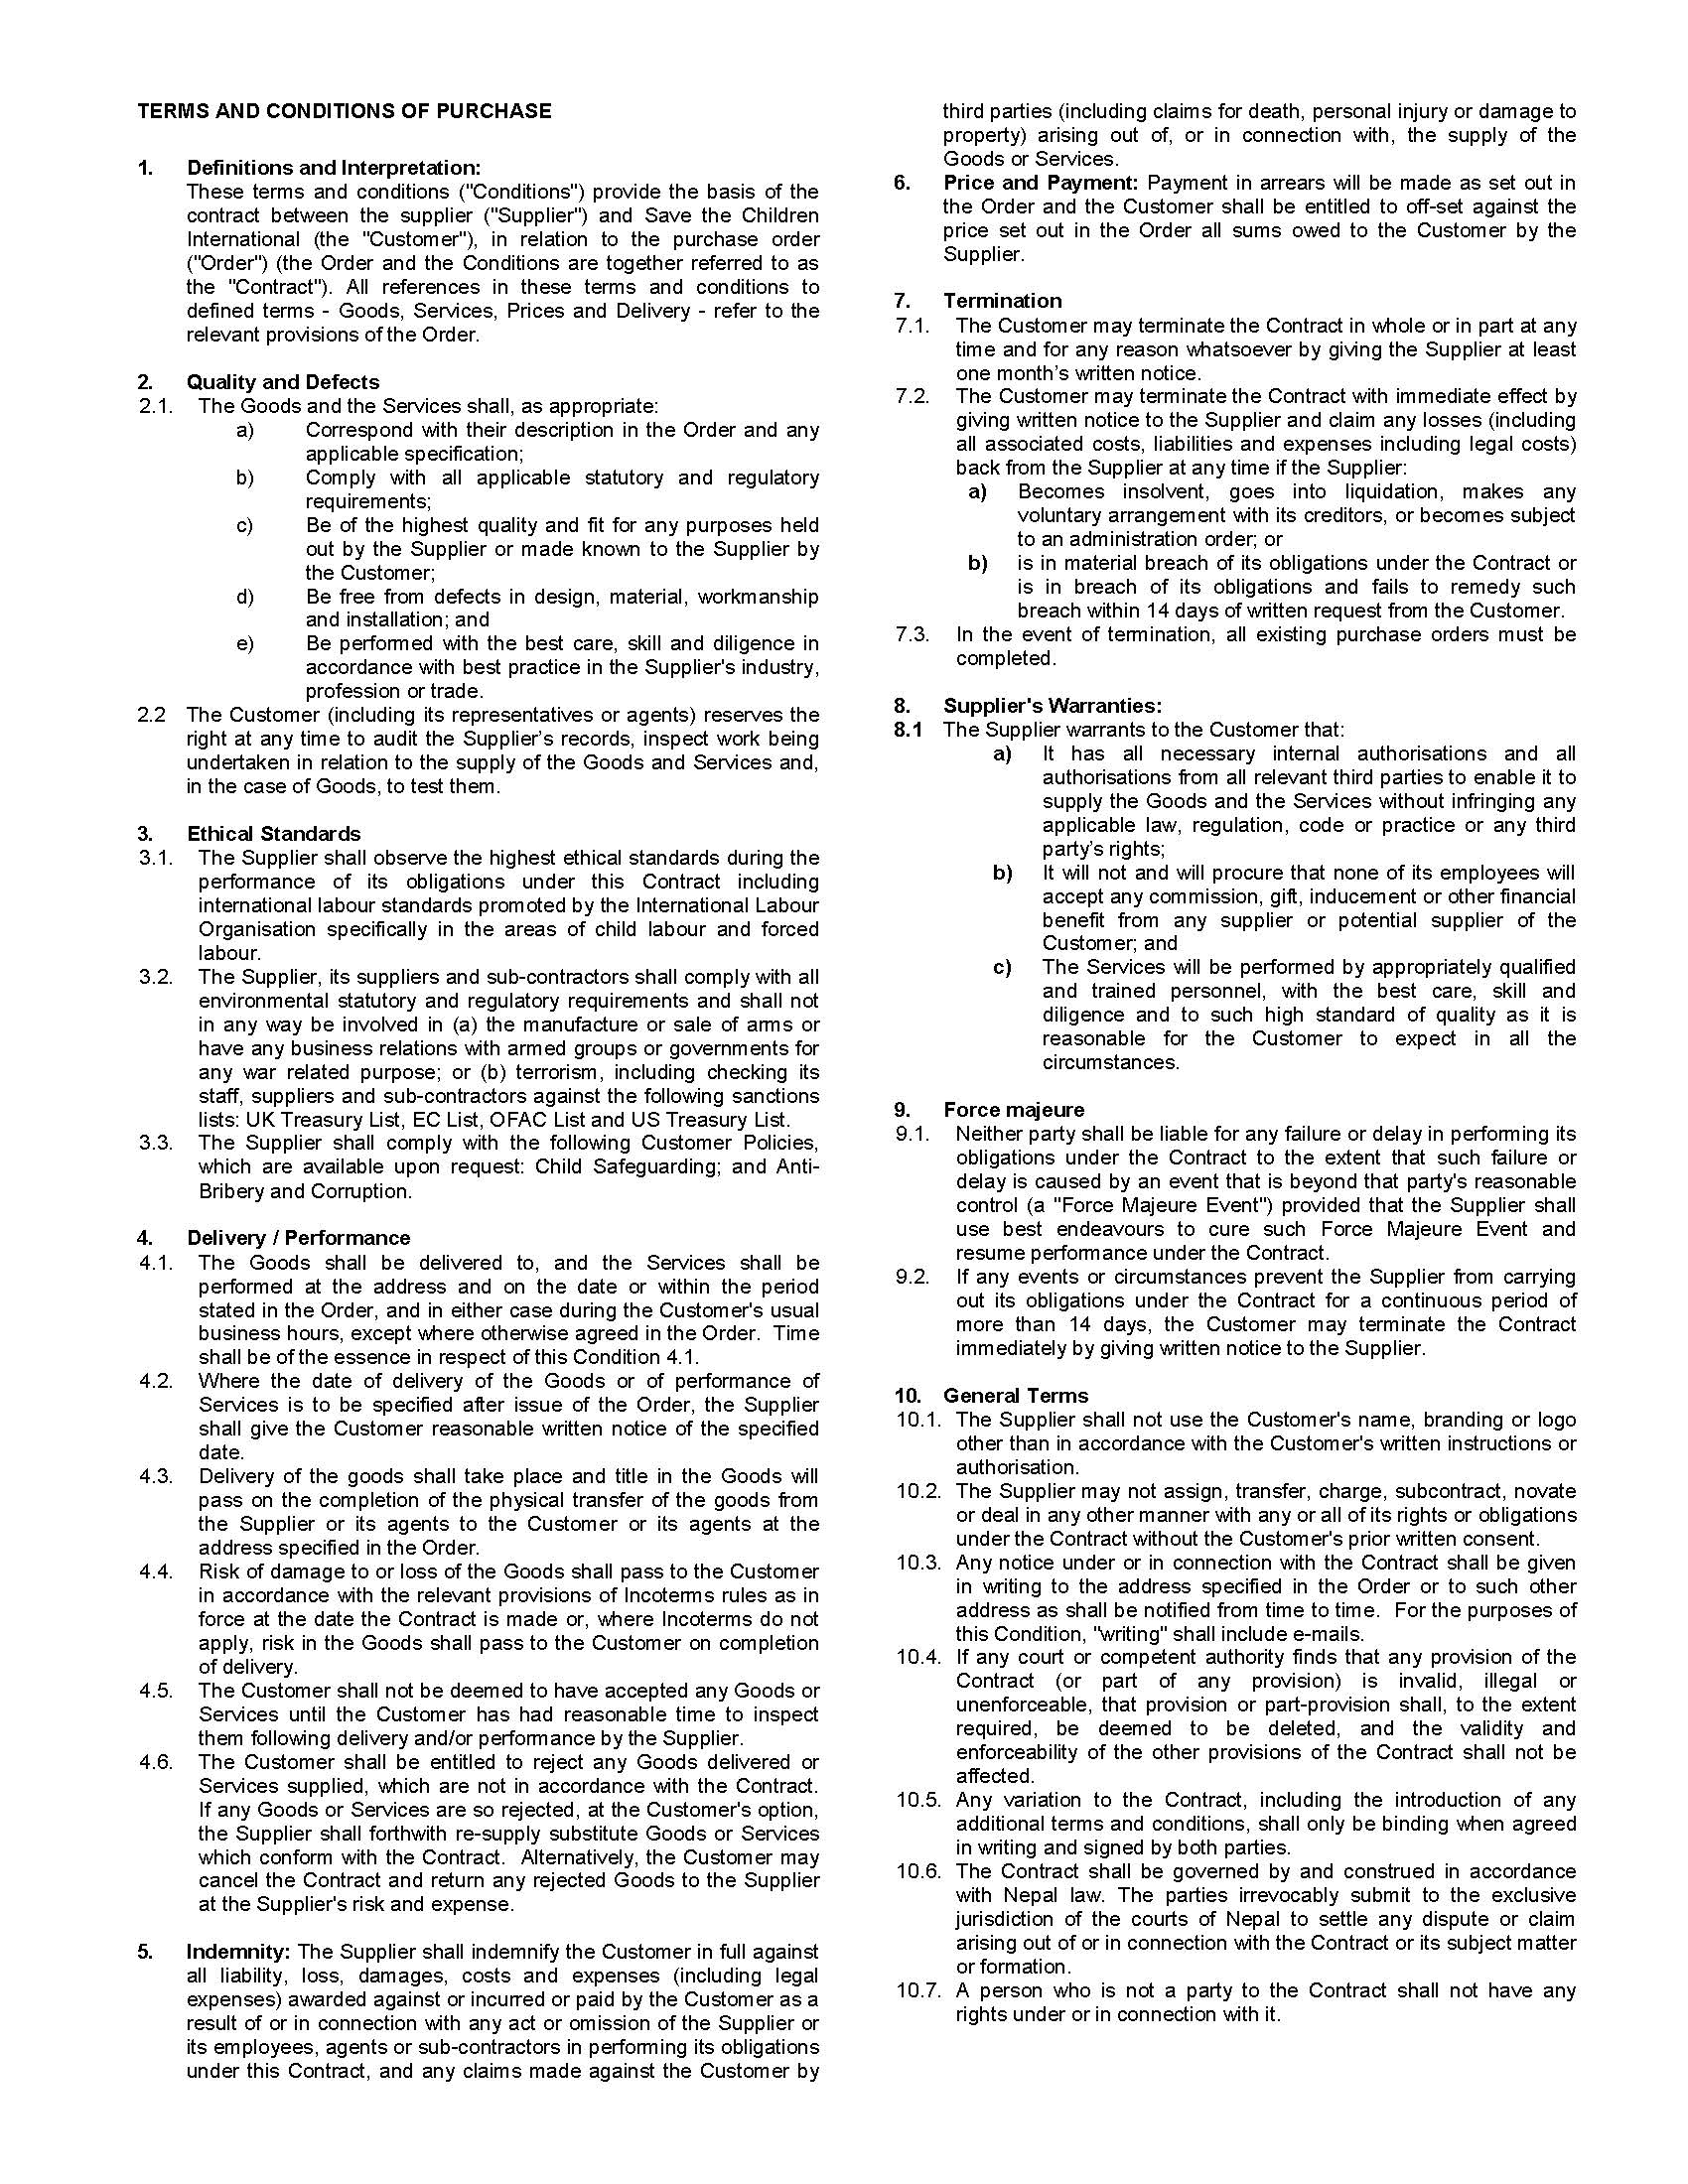 TERMS AND CONDITIONS OF PURCHASE
1. Definitions and Interpretation:
These terms and conditions ("Conditions") provide the basis of the
contract between the supplier ("Supplier") and Save the Children
International (the "Customer"), in relation to the purchase order
("Order") (the Order and the Conditions are together referred to as
the "Contract"). All references in these terms and conditions to
defined terms - Goods, Services, Prices and Delivery - refer to the
relevant provisions of the Order.
2. Quality and Defects
2.1. The Goods and the Services shall, as appropriate:
a) Correspond with their description in the Order and any
applicable specification;
b) Comply with all applicable statutory and regulatory
requirements;
c) Be of the highest quality and fit for any purposes held
out by the Supplier or made known to the Supplier by
the Customer;
d) Be free from defects in design, material, workmanship
and installation; and
e) Be performed with the best care, skill and diligence in
accordance with best practice in the Supplier's industry,
profession or trade.
2.2 The Customer (including its representatives or agents) reserves the
right at any time to audit the Supplier’s records, inspect work being
undertaken in relation to the supply of the Goods and Services and,
in the case of Goods, to test them.
3. Ethical Standards
3.1. The Supplier shall observe the highest ethical standards during the
performance of its obligations under this Contract including
international labour standards promoted by the International Labour
Organisation specifically in the areas of child labour and forced
labour.
3.2. The Supplier, its suppliers and sub-contractors shall comply with all
environmental statutory and regulatory requirements and shall not
in any way be involved in (a) the manufacture or sale of arms or
have any business relations with armed groups or governments for
any war related purpose; or (b) terrorism, including checking its
staff, suppliers and sub-contractors against the following sanctions
lists: UK Treasury List, EC List, OFAC List and US Treasury List.
3.3. The Supplier shall comply with the following Customer Policies,
which are available upon request: Child Safeguarding; and Anti-
Bribery and Corruption.
4. Delivery / Performance
4.1. The Goods shall be delivered to, and the Services shall be
performed at the address and on the date or within the period
stated in the Order, and in either case during the Customer's usual
business hours, except where otherwise agreed in the Order. Time
shall be of the essence in respect of this Condition 4.1.
4.2. Where the date of delivery of the Goods or of performance of
Services is to be specified after issue of the Order, the Supplier
shall give the Customer reasonable written notice of the specified
date.
4.3. Delivery of the goods shall take place and title in the Goods will
pass on the completion of the physical transfer of the goods from
the Supplier or its agents to the Customer or its agents at the
address specified in the Order.
4.4. Risk of damage to or loss of the Goods shall pass to the Customer
in accordance with the relevant provisions of Incoterms rules as in
force at the date the Contract is made or, where Incoterms do not
apply, risk in the Goods shall pass to the Customer on completion
of delivery.
4.5. The Customer shall not be deemed to have accepted any Goods or
Services until the Customer has had reasonable time to inspect
them following delivery and/or performance by the Supplier.
4.6. The Customer shall be entitled to reject any Goods delivered or
Services supplied, which are not in accordance with the Contract.
If any Goods or Services are so rejected, at the Customer's option,
the Supplier shall forthwith re-supply substitute Goods or Services
which conform with the Contract. Alternatively, the Customer may
cancel the Contract and return any rejected Goods to the Supplier
at the Supplier's risk and expense.
5. Indemnity: The Supplier shall indemnify the Customer in full against
all liability, loss, damages, costs and expenses (including legal
expenses) awarded against or incurred or paid by the Customer as a
result of or in connection with any act or omission of the Supplier or
its employees, agents or sub-contractors in performing its obligations
under this Contract, and any claims made against the Customer by
third parties (including claims for death, personal injury or damage to
property) arising out of, or in connection with, the supply of the
Goods or Services.
6. Price and Payment: Payment in arrears will be made as set out in
the Order and the Customer shall be entitled to off-set against the
price set out in the Order all sums owed to the Customer by the
Supplier.
7. Termination
7.1. The Customer may terminate the Contract in whole or in part at any
time and for any reason whatsoever by giving the Supplier at least
one month’s written notice.
7.2. The Customer may terminate the Contract with immediate effect by
giving written notice to the Supplier and claim any losses (including
all associated costs, liabilities and expenses including legal costs)
back from the Supplier at any time if the Supplier:
a) Becomes insolvent, goes into liquidation, makes any
voluntary arrangement with its creditors, or becomes subject
to an administration order; or
b) is in material breach of its obligations under the Contract or
is in breach of its obligations and fails to remedy such
breach within 14 days of written request from the Customer.
7.3. In the event of termination, all existing purchase orders must be
completed.
8. Supplier's Warranties:
8.1 The Supplier warrants to the Customer that:
a) It has all necessary internal authorisations and all
authorisations from all relevant third parties to enable it to
supply the Goods and the Services without infringing any
applicable law, regulation, code or practice or any third
party’s rights;
b) It will not and will procure that none of its employees will
accept any commission, gift, inducement or other financial
benefit from any supplier or potential supplier of the
Customer; and
c) The Services will be performed by appropriately qualified
and trained personnel, with the best care, skill and
diligence and to such high standard of quality as it is
reasonable for the Customer to expect in all the
circumstances.
9. Force majeure
9.1. Neither party shall be liable for any failure or delay in performing its
obligations under the Contract to the extent that such failure or
delay is caused by an event that is beyond that party's reasonable
control (a "Force Majeure Event") provided that the Supplier shall
use best endeavours to cure such Force Majeure Event and
resume performance under the Contract.
9.2. If any events or circumstances prevent the Supplier from carrying
out its obligations under the Contract for a continuous period of
more than 14 days, the Customer may terminate the Contract
immediately by giving written notice to the Supplier.
10. General Terms
10.1. The Supplier shall not use the Customer's name, branding or logo
other than in accordance with the Customer's written instructions or
authorisation.
10.2. The Supplier may not assign, transfer, charge, subcontract, novate
or deal in any other manner with any or all of its rights or obligations
under the Contract without the Customer's prior written consent.
10.3. Any notice under or in connection with the Contract shall be given
in writing to the address specified in the Order or to such other
address as shall be notified from time to time. For the purposes of
this Condition, "writing" shall include e-mails.
10.4. If any court or competent authority finds that any provision of the
Contract (or part of any provision) is invalid, illegal or
unenforceable, that provision or part-provision shall, to the extent
required, be deemed to be deleted, and the validity and
enforceability of the other provisions of the Contract shall not be
affected.
10.5. Any variation to the Contract, including the introduction of any
additional terms and conditions, shall only be binding when agreed
in writing and signed by both parties.
10.6. The Contract shall be governed by and construed in accordance
with Nepal law. The parties irrevocably submit to the exclusive
jurisdiction of the courts of Nepal to settle any dispute or claim
arising out of or in connection with the Contract or its subject matter
or formation.
10.7. A person who is not a party to the Contract shall not have any
rights under or in connection with it.